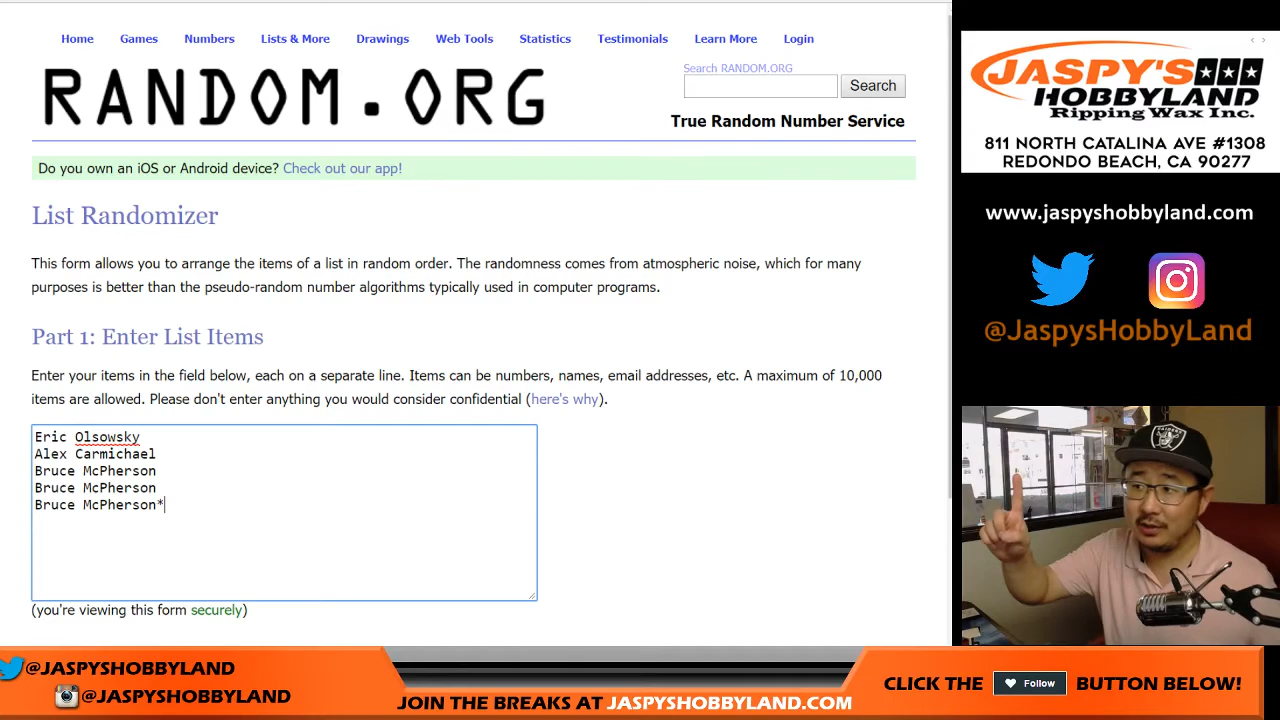 Home Games Numbers Lists & More Drawings Web Tools Statistics Testimonials Learn More Login
RANDOM.ORG
Search RANDOM.ORG
Search
True Random Number Service
Do you own an iOS or Android device? Check out our app!
List Randomizer
This form allows you to arrange the items of a list in random order. The randomness comes from atmospheric noise, which for many
purposes is better than the pseudo-random number algorithms typically used in computer programs.
Part 1: Enter List Items
Enter your items in the field below, each on a separate line. Items can be numbers, names, email addresses, etc. A maximum of 10,000
items are allowed. Please don't enter anything you would consider confidential (here's why).
Eric Olsowsky
Alex Carmichael
Bruce McPherson
Bruce McPherson
Bruce McPherson*
(you're viewing this form securely)
JASPY'S
HOBBYLAND
Ripping Wax Inc.
811 NORTH CATALINA AVE #1308
REDONDO BEACH, CA 90277
www.jaspyshobbyland.com
@JaspysHobbyLand
RAIDERS
@JASPYSHOBBYLAND
@JASPYSHOBBYLAND
JOIN THE BREAKS AT JASPYSHOBBYLAND.COM
CLICK THE Follow BUTTON BELOW!